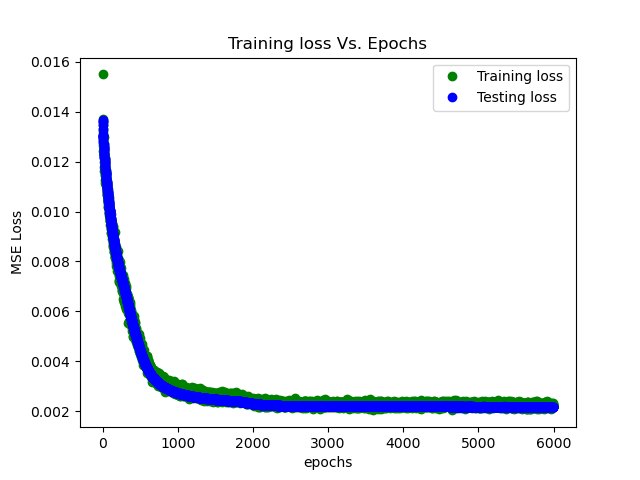 Training loss Vs. Epochs
Training loss
Testing loss
0.016
0.014
0.012
0.010
0.008
0.006
0.004
0.002
MSE Loss
0 1000 2000 3000 4000 5000 6000
epochs